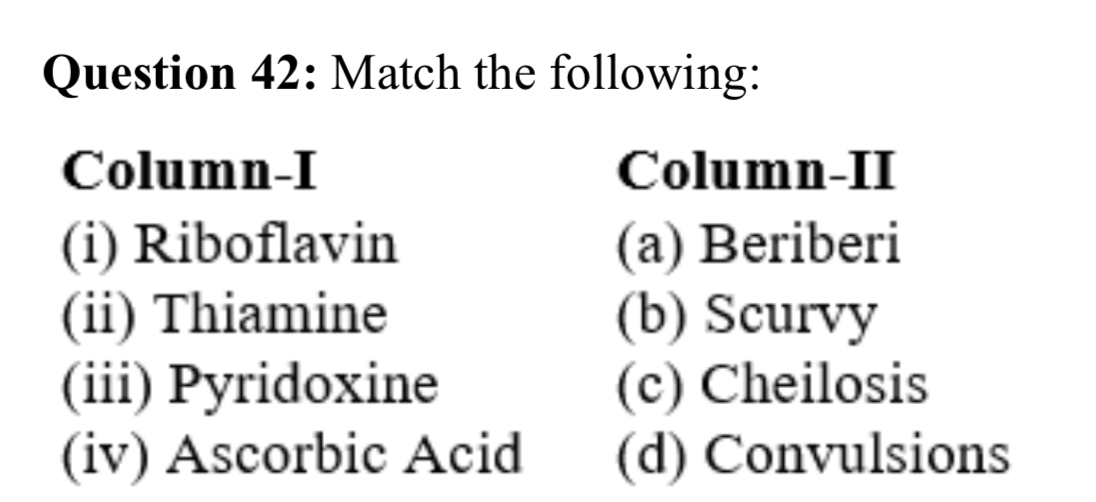 Question 42: Match the following:
Column-I Column-II
(i) Riboflavin (a) Beriberi
(ii) Thiamine (b) Scurvy
(iii) Pyridoxine (c) Cheilosis
(iv) Ascorbic Acid (d) Convulsions